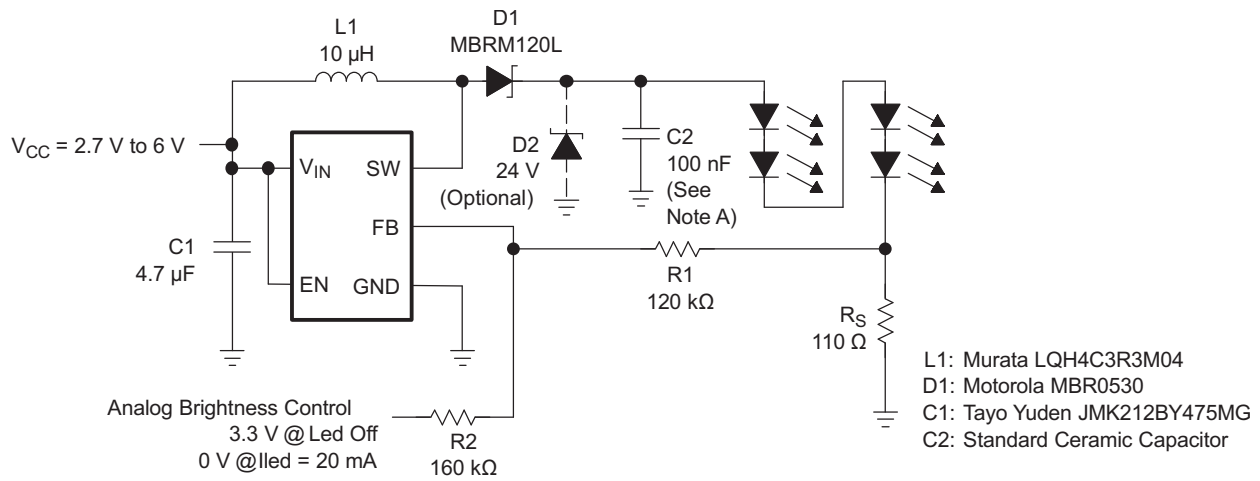 D1
MBRM120L
L1
10 µH
VCC = 2.7 V to 6 V
VIN
SW
D2
24 V
(Optional)
C2
100 nF
(See
Note A)
FB
C1
4.7 µF
EN
GND
R1
120 kΩ
RS
110 Ω
L1: Murata LQH4C3R3M04
D1: Motorola MBR0530
C1: Tayo Yuden JMK212BY475MG
C2: Standard Ceramic Capacitor
Analog Brightness Control
3.3 V @ Led Off
0 V @ Iled = 20 mA
R2
160 kΩ